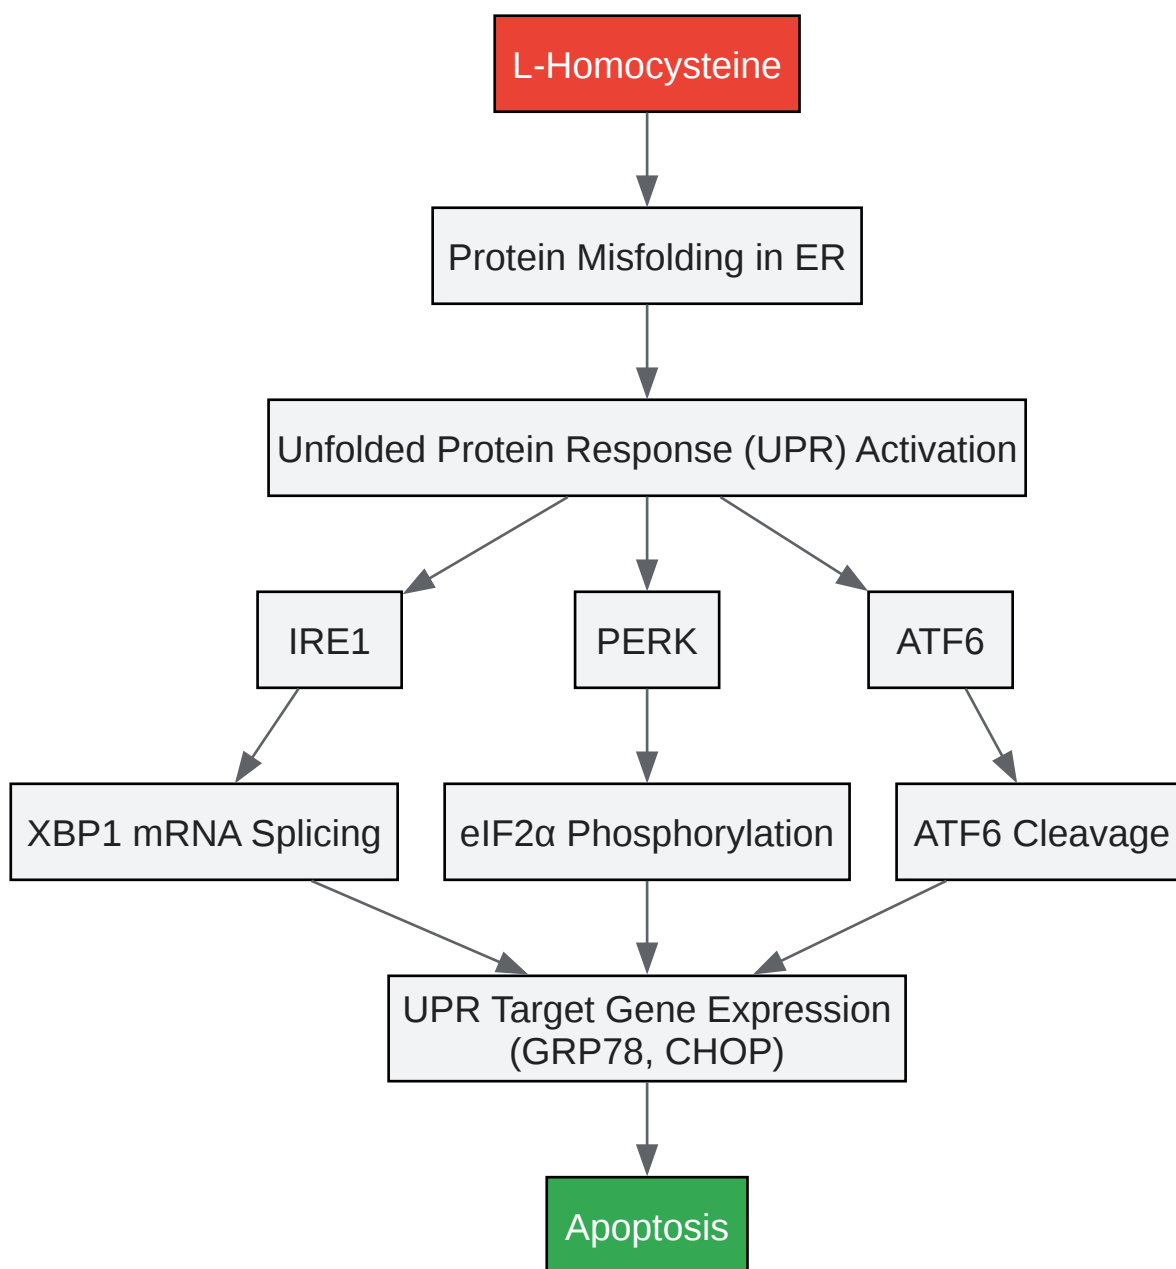 L-Homocysteine
Protein Misfolding in ER
Unfolded Protein Response (UPR) Activation
IRE1
PERK
ATF6
XBP1 mRNA Splicing
eIF2α Phosphorylation
ATF6 Cleavage
UPR Target Gene Expression
(GRP78, CHOP)
Apoptosis